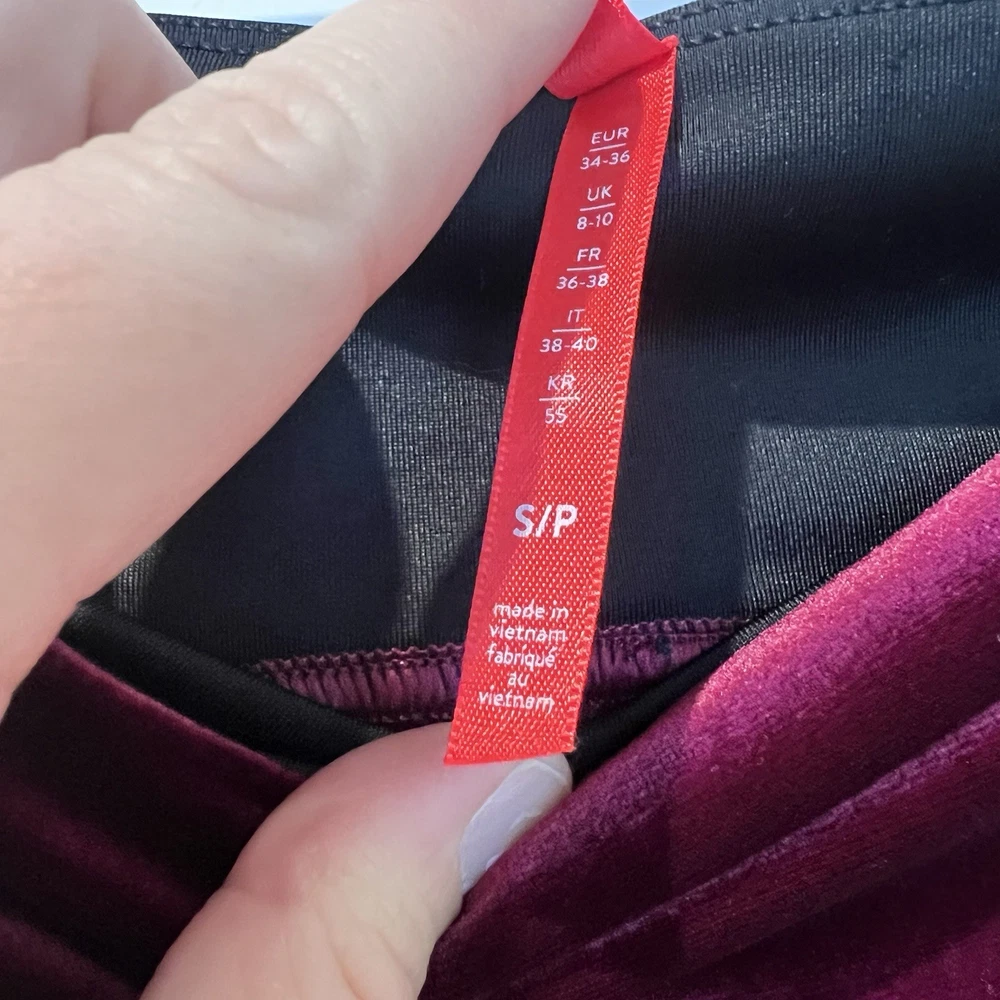 EUR
34-36
UK
8-10
FR
36-38
IT
38-40
KR
55
S/P
made in
vietnam
fabriqué
au
vietnam